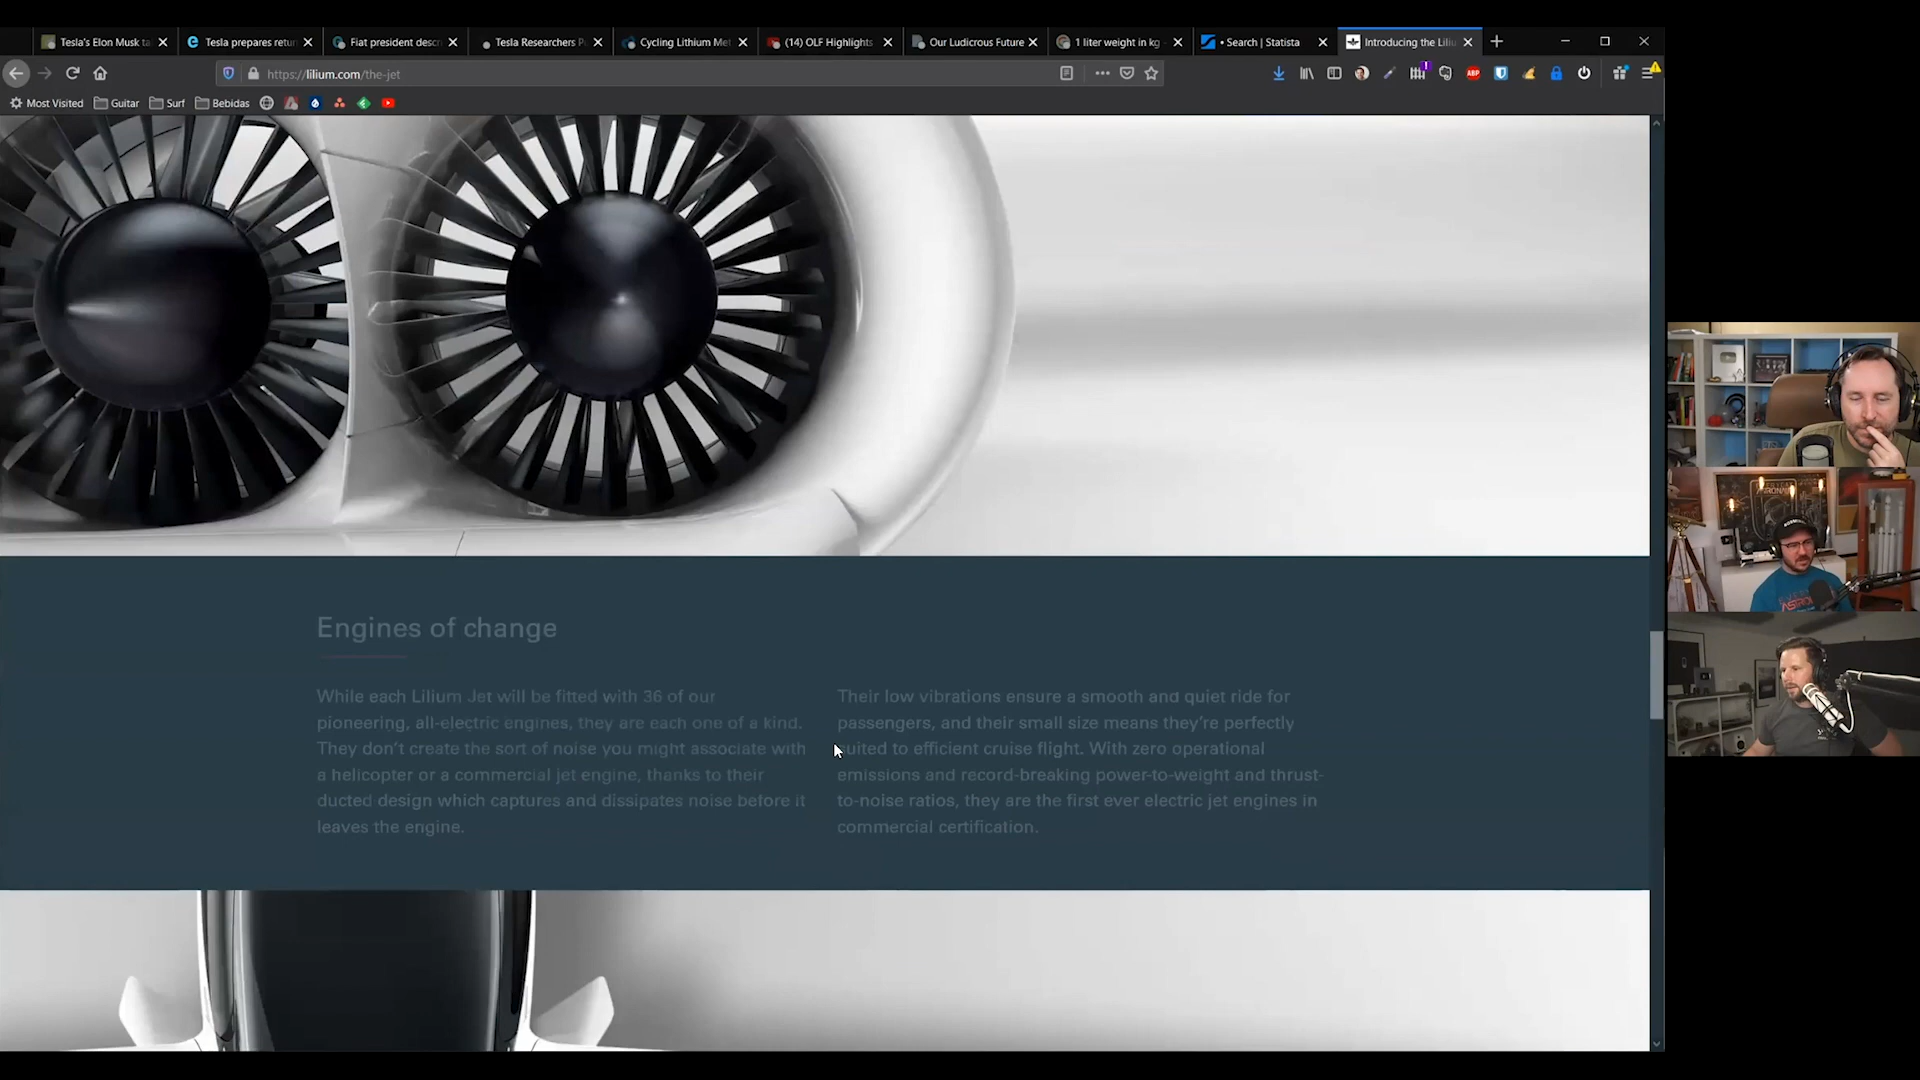 Tesla's Elon Musk ta
Tesla prepares retur
Fiat president descr
Tesla Researchers P
Cycling Lithium Met
(14) OLF Highlights
Our Ludicrous Future
1 liter weight in kg -
• Search | Statista
Introducing the Liliu
https://lilium.com/the-jet
ABP
Most Visited
Guitar
Surf
Bebidas
Engines of change
While each Lilium Jet will be fitted with 36 of our
pioneering, all-electric engines, they are each one of a kind.
They don't create the sort of noise you might associate with
a helicopter or a commercial jet engine, thanks to their
ducted design which captures and dissipates noise before it
leaves the engine.
Their low vibrations ensure a smooth and quiet ride for
passengers, and their small size means they're perfectly
suited to efficient cruise flight. With zero operational
emissions and record-breaking power-to-weight and thrust-
to-noise ratios, they are the first ever electric jet engines in
commercial certification.